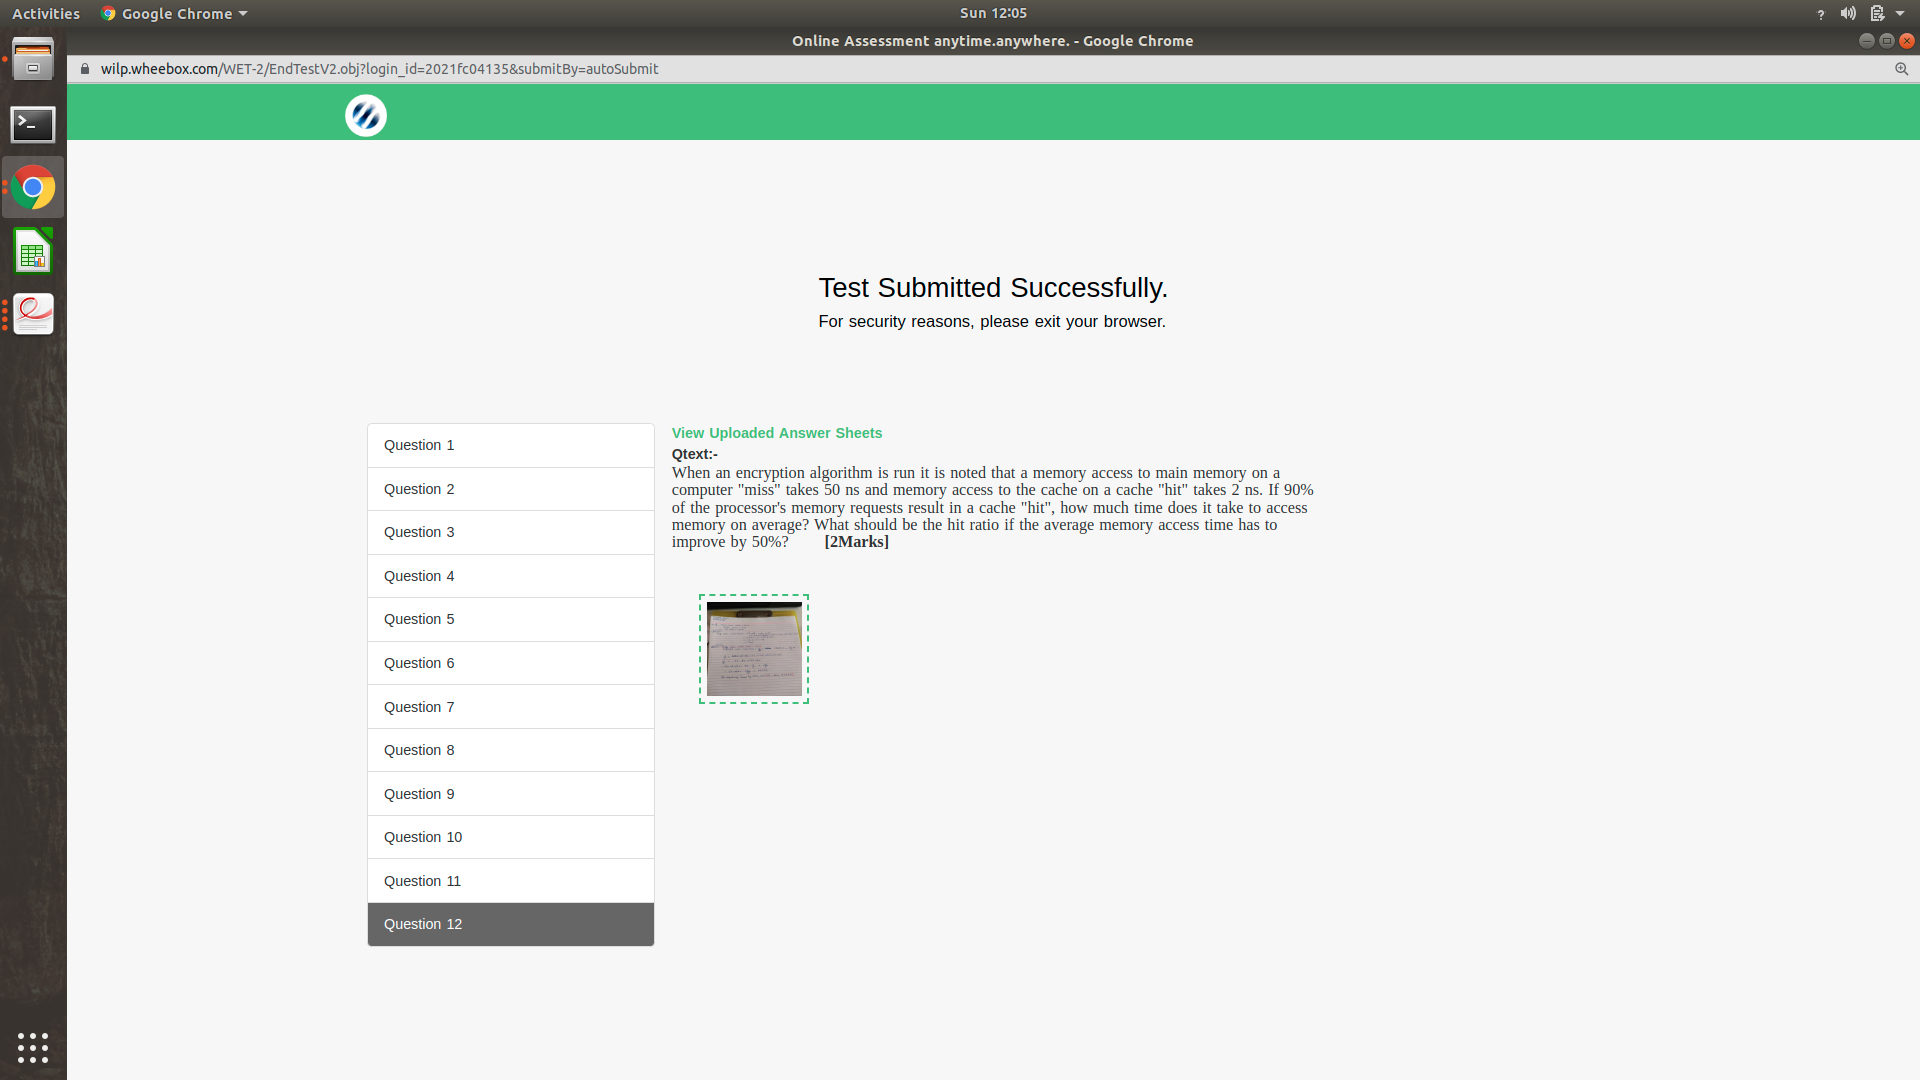 Activities
Google Chrome
Sun 12:05
Online Assessment anytime.anywhere. - Google Chrome
wilp.wheebox.com/WET-2/EndTestV2.obj?login_id=2021fc04135&submitBy=autoSubmit
Test Submitted Successfully.
For security reasons, please exit your browser.
Question 1
Question 2
Question 3
Question 4
Question 5
Question 6
Question 7
Question 8
Question 9
Question 10
Question 11
Question 12
View Uploaded Answer Sheets
Qtext:-
When an encryption algorithm is run it is noted that a memory access to main memory on a
computer "miss" takes 50 ns and memory access to the cache on a cache "hit" takes 2 ns. If 90%
of the processor's memory requests result in a cache "hit", how much time does it take to access
memory on average? What should be the hit ratio if the average memory access time has to
improve by 50%? [2Marks]